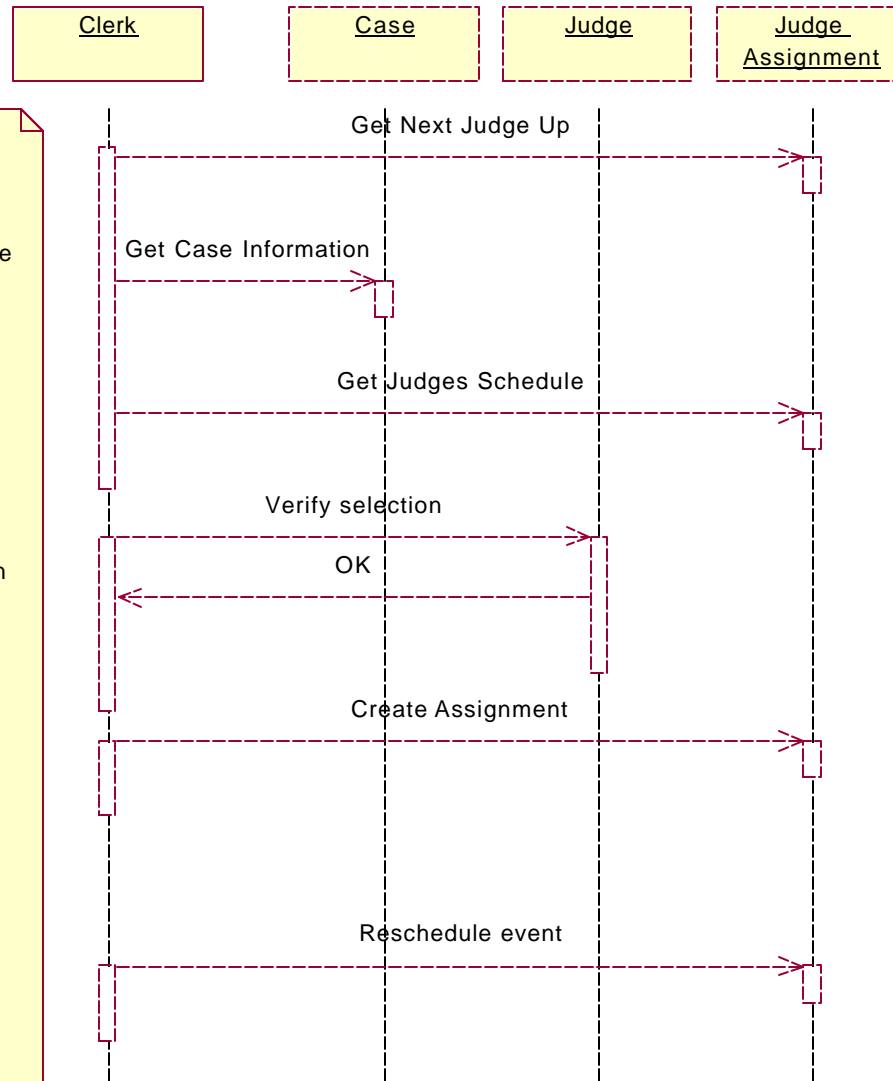 Clerk
Case
Judge
Judge
Assignment
Get Next Judge Up
e
Get Case Information
Get Judges Schedule
Verify selection
OK
n
Create Assignment
Reschedule event